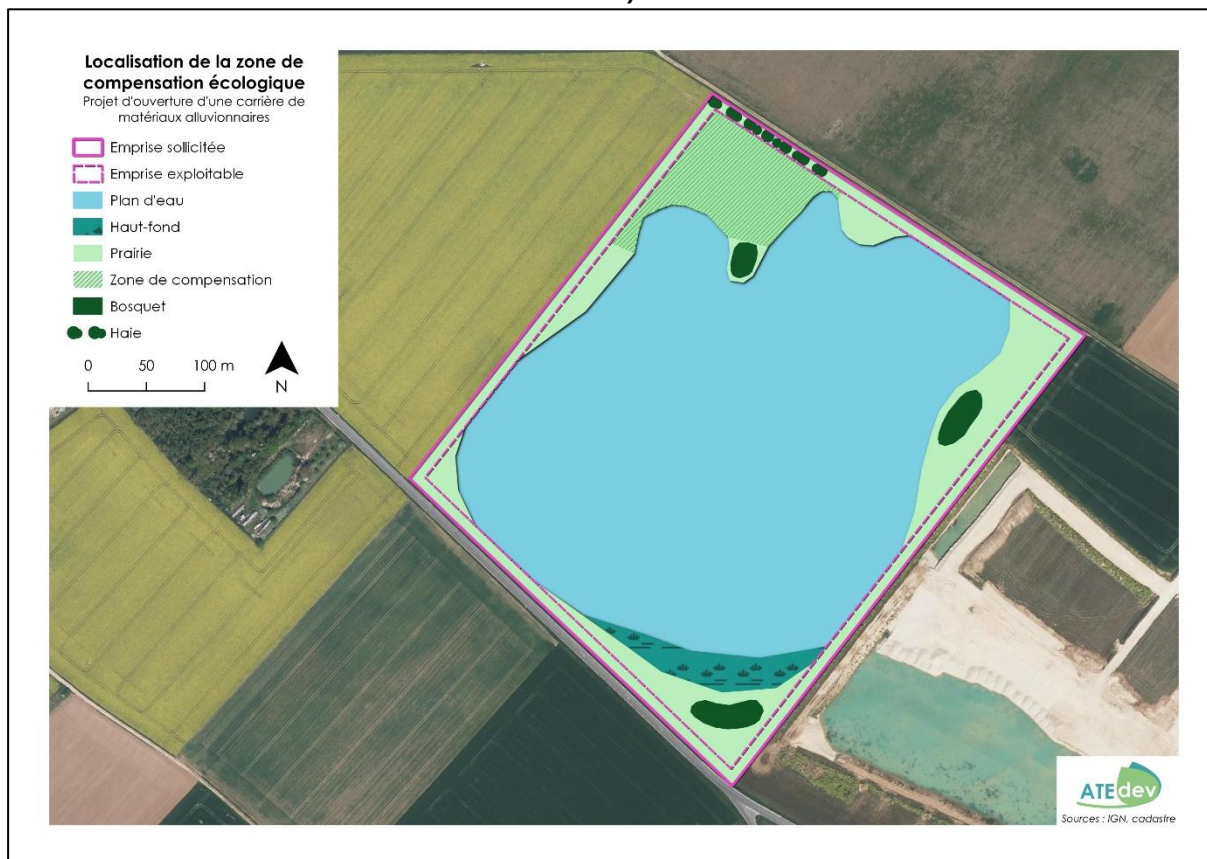 Localisation de la zone de
compensation écologique
Projet d'ouverture d'une carrière de
matériaux alluvionnaires
Emprise sollicitée
Emprise exploitable
Plan d'eau
Haut-fond
Prairie
Zone de compensation
Bosquet
Haie
0 50 100 m
N
ATEdev
Sources : IGN, cadastre